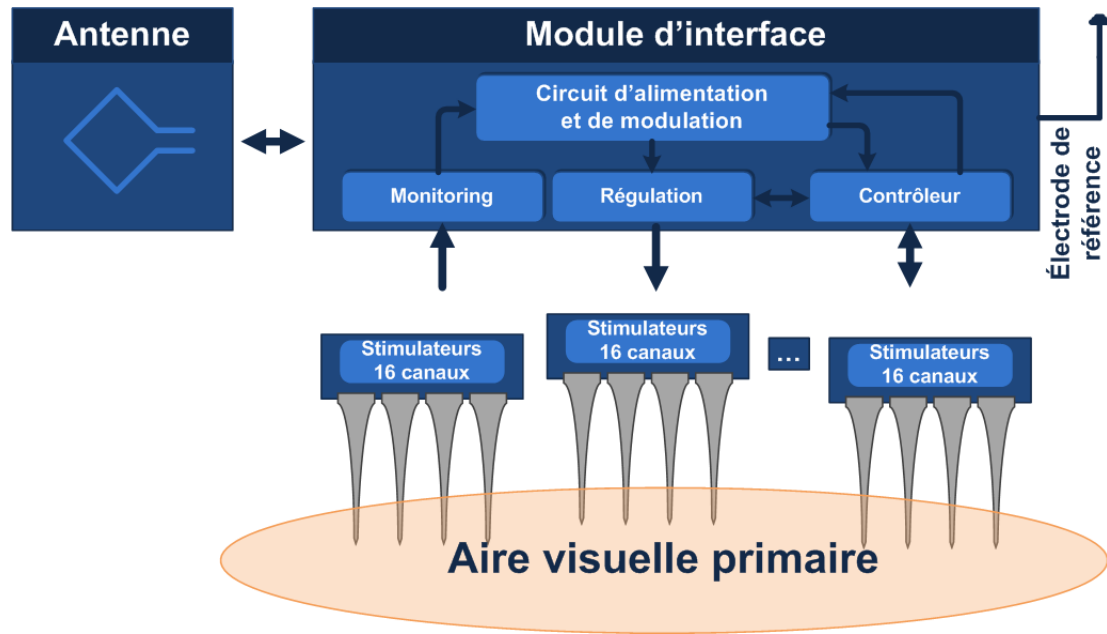 Antenne
Module d'interface
Circuit d'alimentation
et de modulation
Monitoring
Régulation
Contrôleur
Électrode de
référence
Stimulateurs
16 canaux
Stimulateurs
16 canaux
...
Stimulateurs
16 canaux
Aire visuelle primaire